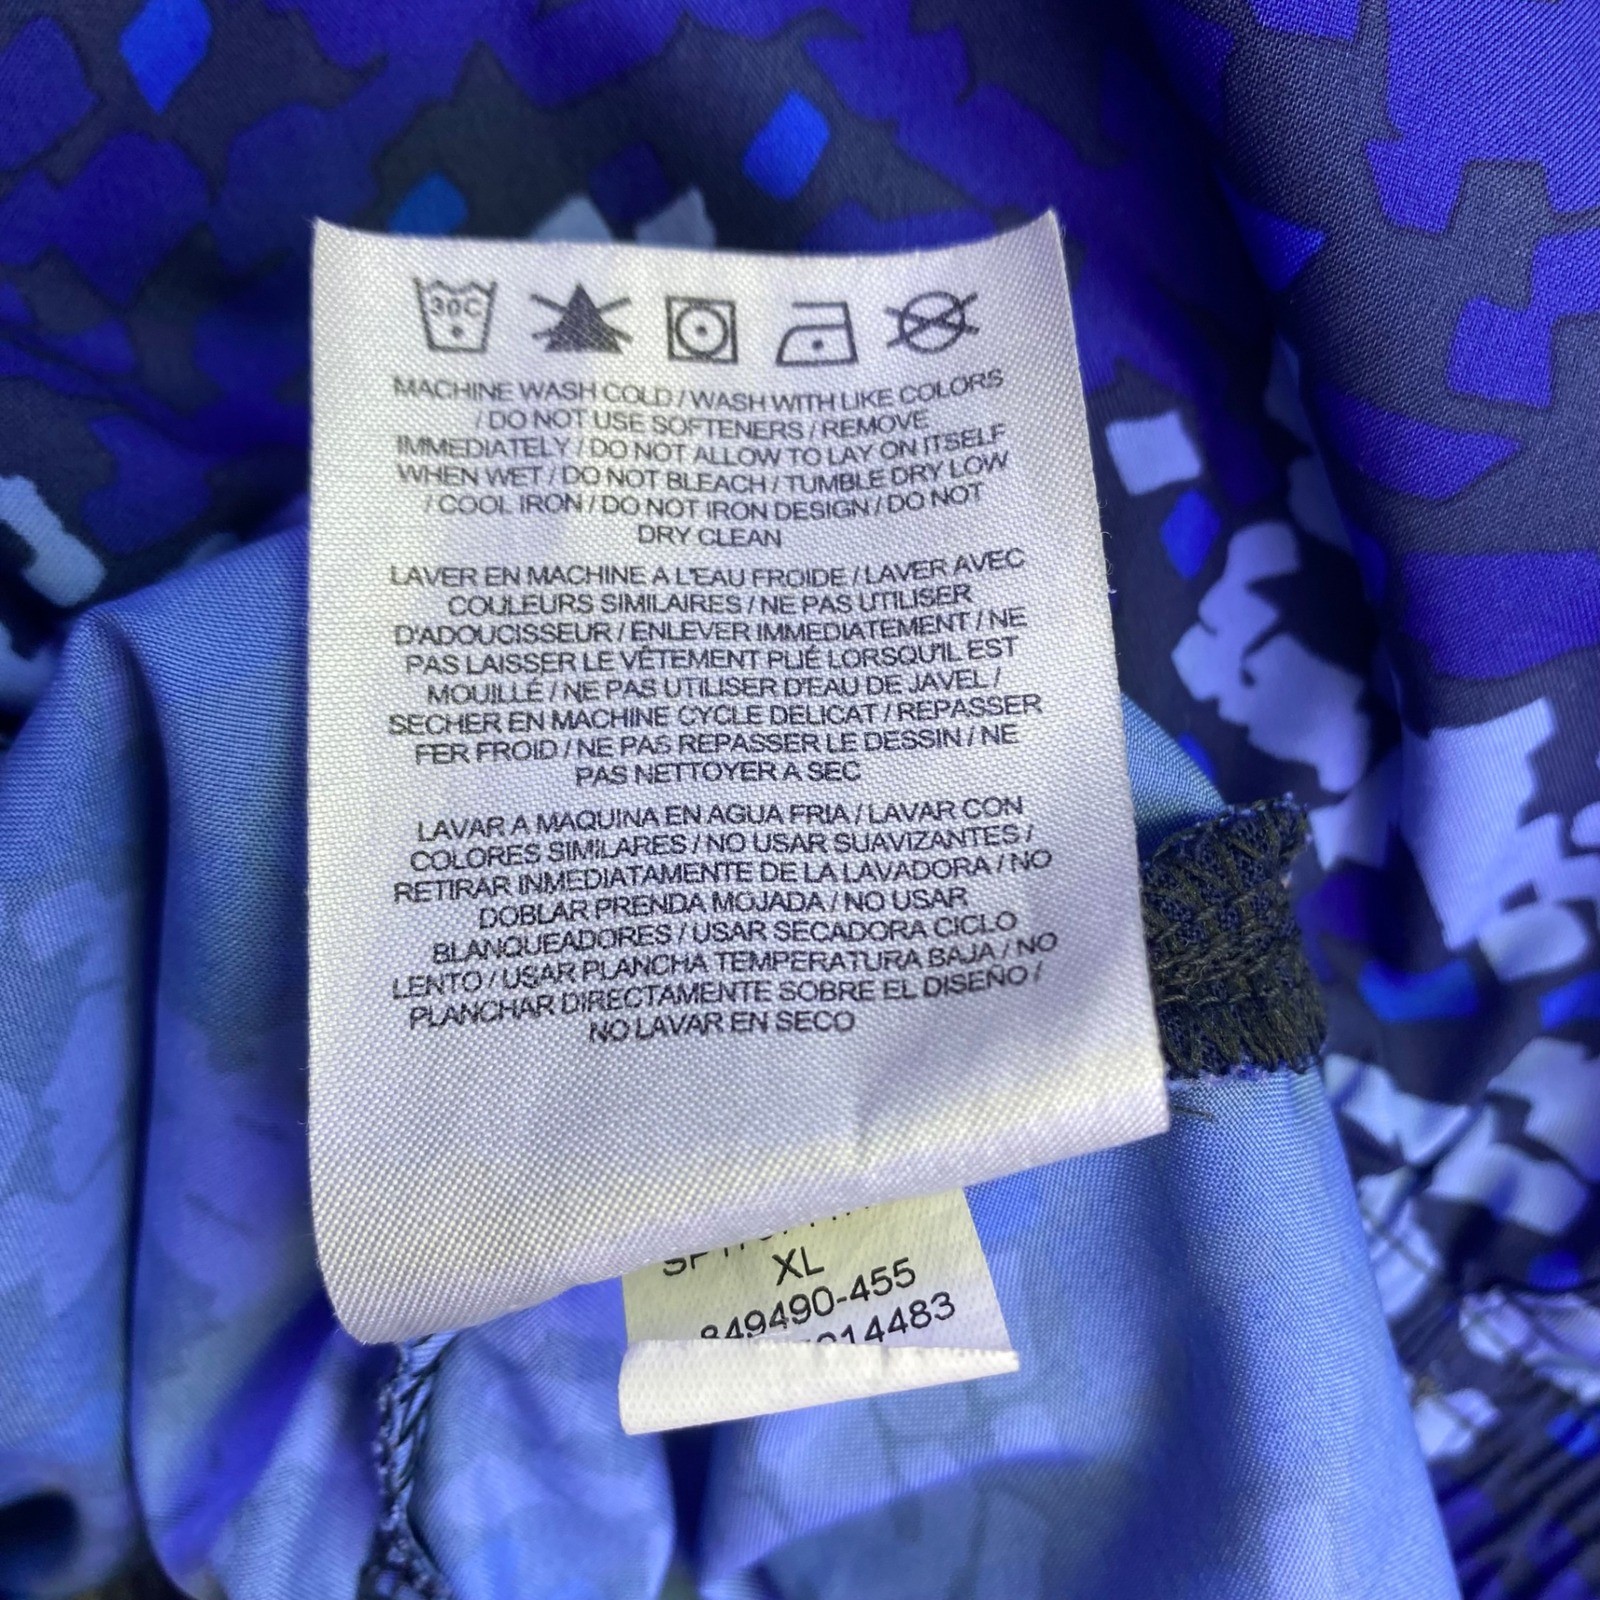 30C
MACHINE WASH COLD / WASH WITH LIKE COLORS
/ DO NOT USE SOFTENERS / REMOVE
IMMEDIATELY / DO NOT ALLOW TO LAY ON ITSELF
WHEN WET / DO NOT BLEACH / TUMBLE DRY LOW
/ COOL IRON / DO NOT IRON DESIGN / DO NOT
DRY CLEAN
LAVER EN MACHINE A L'EAU FROIDE / LAVER AVEC
COULEURS SIMILAIRES / NE PAS UTILISER
D'ADOUCISSEUR / ENLEVER IMMEDIATEMENT / NE
PAS LAISSER LE VÊTEMENT PLIÉ LORSQU'IL EST
MOUILLÉ / NE PAS UTILISER D'EAU DE JAVEL /
SECHER EN MACHINE CYCLE DELICAT / REPASSER
FER FROID / NE PAS REPASSER LE DESSIN / NE
PAS NETTOYER A SEC
LAVAR A MAQUINA EN AGUA FRIA / LAVAR CON
COLORES SIMILARES / NO USAR SUAVIZANTES /
RETIRAR INMEDIATAMENTE DE LA LAVADORA / NO
DOBLAR PRENDA MOJADA / NO USAR
BLANQUEADORES / USAR SECADORA CICLO
LENTO / USAR PLANCHA TEMPERATURA BAJA / NO
PLANCHAR DIRECTAMENTE SOBRE EL DISEÑO /
NO LAVAR EN SECO
XL
849490-455
14483